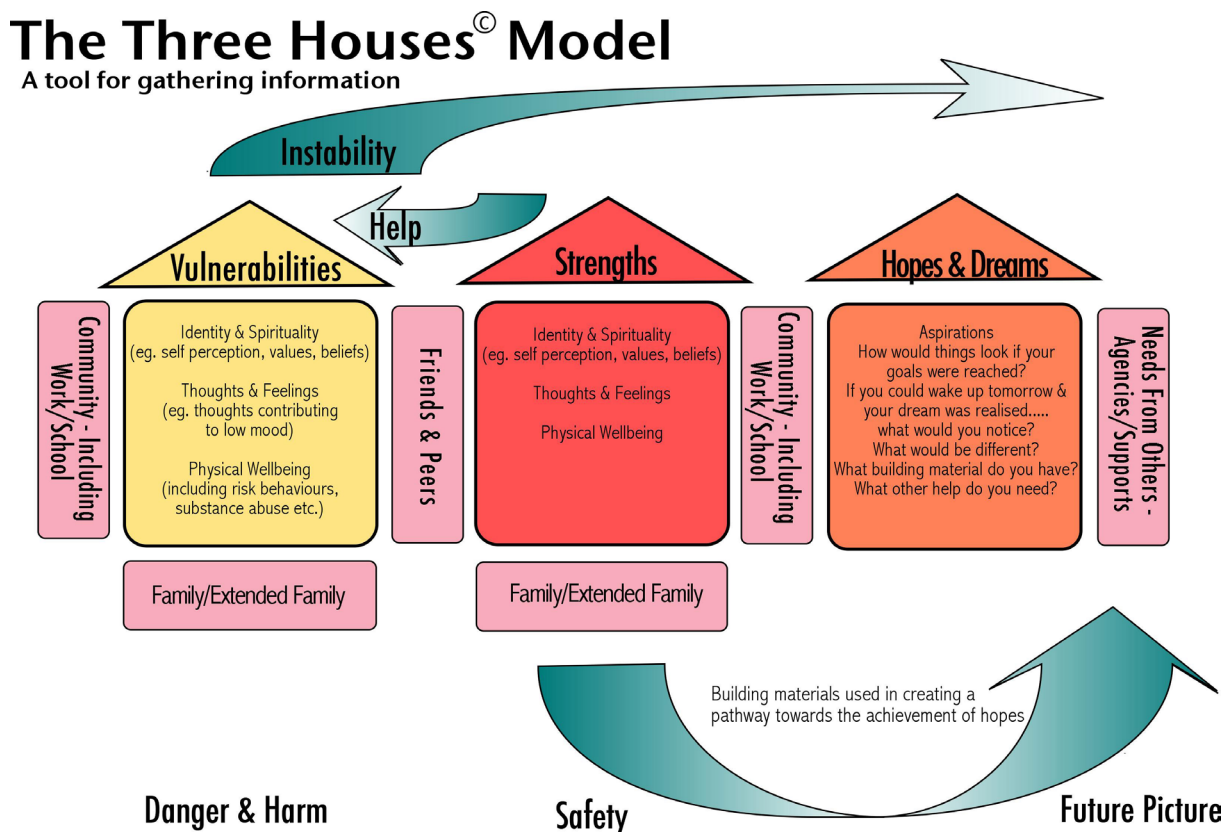 The Three Houses© Model
A tool for gathering information
Instability
Help
Vulnerabilities
Strengths
Hopes & Dreams
Community - Including
Work/School
Identity & Spirituality
(eg. self perception, values, beliefs)
Thoughts & Feelings
(eg. thoughts contributing
to low mood)
Physical Wellbeing
(including risk behaviours,
substance abuse etc.)
Friends & Peers
Identity & Spirituality
(eg. self perception, values, beliefs)
Thoughts & Feelings
Physical Wellbeing
Community - Including
Work/School
Aspirations
How would things look if your
goals were reached?
If you could wake up tomorrow &
your dream was realised.....
what would you notice?
What would be different?
What building material do you have?
What other help do you need?
Needs From Others -
Agencies/Supports
Family/Extended Family
Family/Extended Family
Building materials used in creating a
pathway towards the achievement of hopes
Danger & Harm
Safety
Future Picture